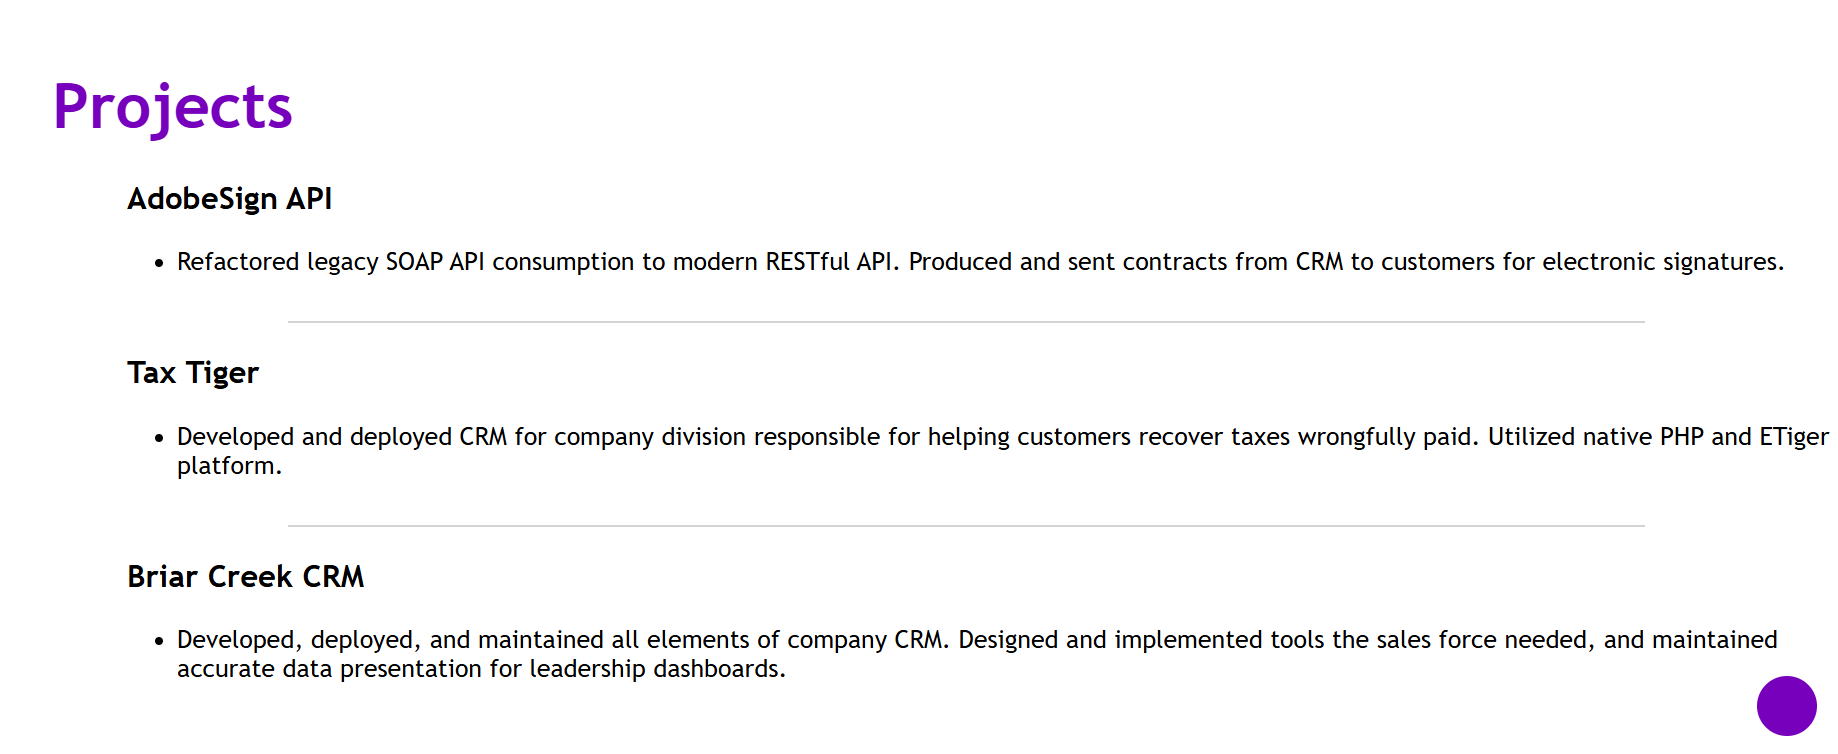 Projects
AdobeSign API
• Refactored legacy SOAP API consumption to modern RESTful API. Produced and sent contracts from CRM to customers for electronic signatures.
Tax Tiger
• Developed and deployed CRM for company division responsible for helping customers recover taxes wrongfully paid. Utilized native PHP and ETiger
platform.
Briar Creek CRM
• Developed, deployed, and maintained all elements of company CRM. Designed and implemented tools the sales force needed, and maintained
accurate data presentation for leadership dashboards.